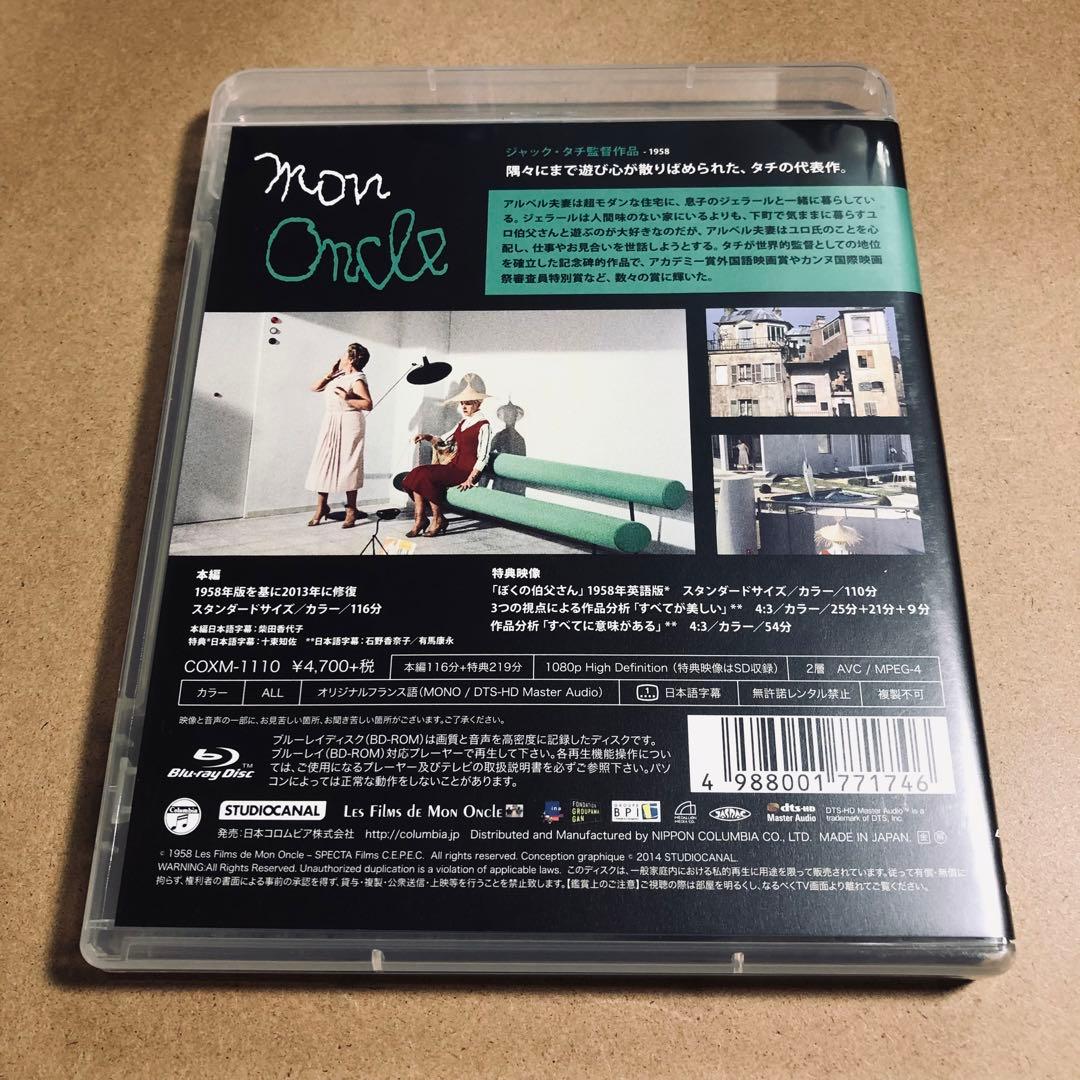 mon
Oncle
ジャック・タチ監督作品 - 1958
隅々にまで遊び心が散りばめられた、タチの代表作。
アルペル夫妻は超モダンな住宅に、息子のジェラールと一緒に暮らしてい
る。ジェラールは人間味のない家にいるよりも、下町で気ままに暮らすユ
ロ伯父さんと遊ぶのが大好きなのだが、アルペル夫妻はユロ氏のことを心
配し、仕事やお見合いを世話しようとする。タチが世界的監督としての地位
を確立した記念碑的作品で、アカデミー賞外国語映画賞やカンヌ国際映画
祭審査員特別賞など、数々の賞に輝いた。
本編
1958年版を基に2013年に修復
スタンダードサイズ/カラー/116分
本編日本語字幕:柴田香代子
特典*日本語字幕:十束知佐 **日本語字幕:石野香奈子/有馬康永
特典映像
「ぼくの伯父さん」1958年英語版* スタンダードサイズ/カラー/110分
3つの視点による作品分析「すべてが美しい」** 4:3/カラー/25分+21分+9分
作品分析「すべてに意味がある」** 4:3/カラー/54分
COXM-1110 ¥4,700+税 本編116分+特典219分 1080p High Definition (特典映像はSD収録) 2層 AVC / MPEG-4
カラー ALL オリジナルフランス語(MONO / DTS-HD Master Audio) 1 日本語字幕 無許諾レンタル禁止 複製不可
映像と音声の一部に、お見苦しい箇所、お聞き苦しい箇所がございます。ご了承ください。
Blu-ray Disc
ブルーレイディスク(BD-ROM)は画質と音声を高密度に記録したディスクです。
ブルーレイ(BD-ROM)対応プレーヤーで再生して下さい。各再生機能操作につい
ては、ご使用になるプレーヤー及びテレビの取扱説明書を必ずご参照下さい。パソ
コンによっては正常な動作をしないことがあります。
4 988001 771746
Columbia STUDIOCANAL LES FILMS DE MON ONCLE ina FONDATION GROUPAMA GAN GROUPE BPI MEDALLION MEDIA CO. JASRAC dts-HD Master Audio DTS-HD Master Audio™ is a trademark of DTS, Inc.
発売:日本コロムビア株式会社 http://columbia.jp Distributed and Manufactured by NIPPON COLUMBIA CO., LTD. MADE IN JAPAN.
© 1958 Les Films de Mon Oncle – SPECTA Films C.E.P.E.C. All rights reserved. Conception graphique © 2014 STUDIOCANAL.
WARNING:All Rights Reserved. Unauthorized duplication is a violation of applicable laws. このディスクは、一般家庭内における私的再生に用途を限って販売されています。従って有償・無償に
拘らず、権利者の書面による事前の承認を得ず、貸与・複製・公衆送信・上映等を行うことを禁止致します。【鑑賞上のご注意】ご視聴の際は部屋を明るくし、なるべくTV画面より離れてご覧ください。